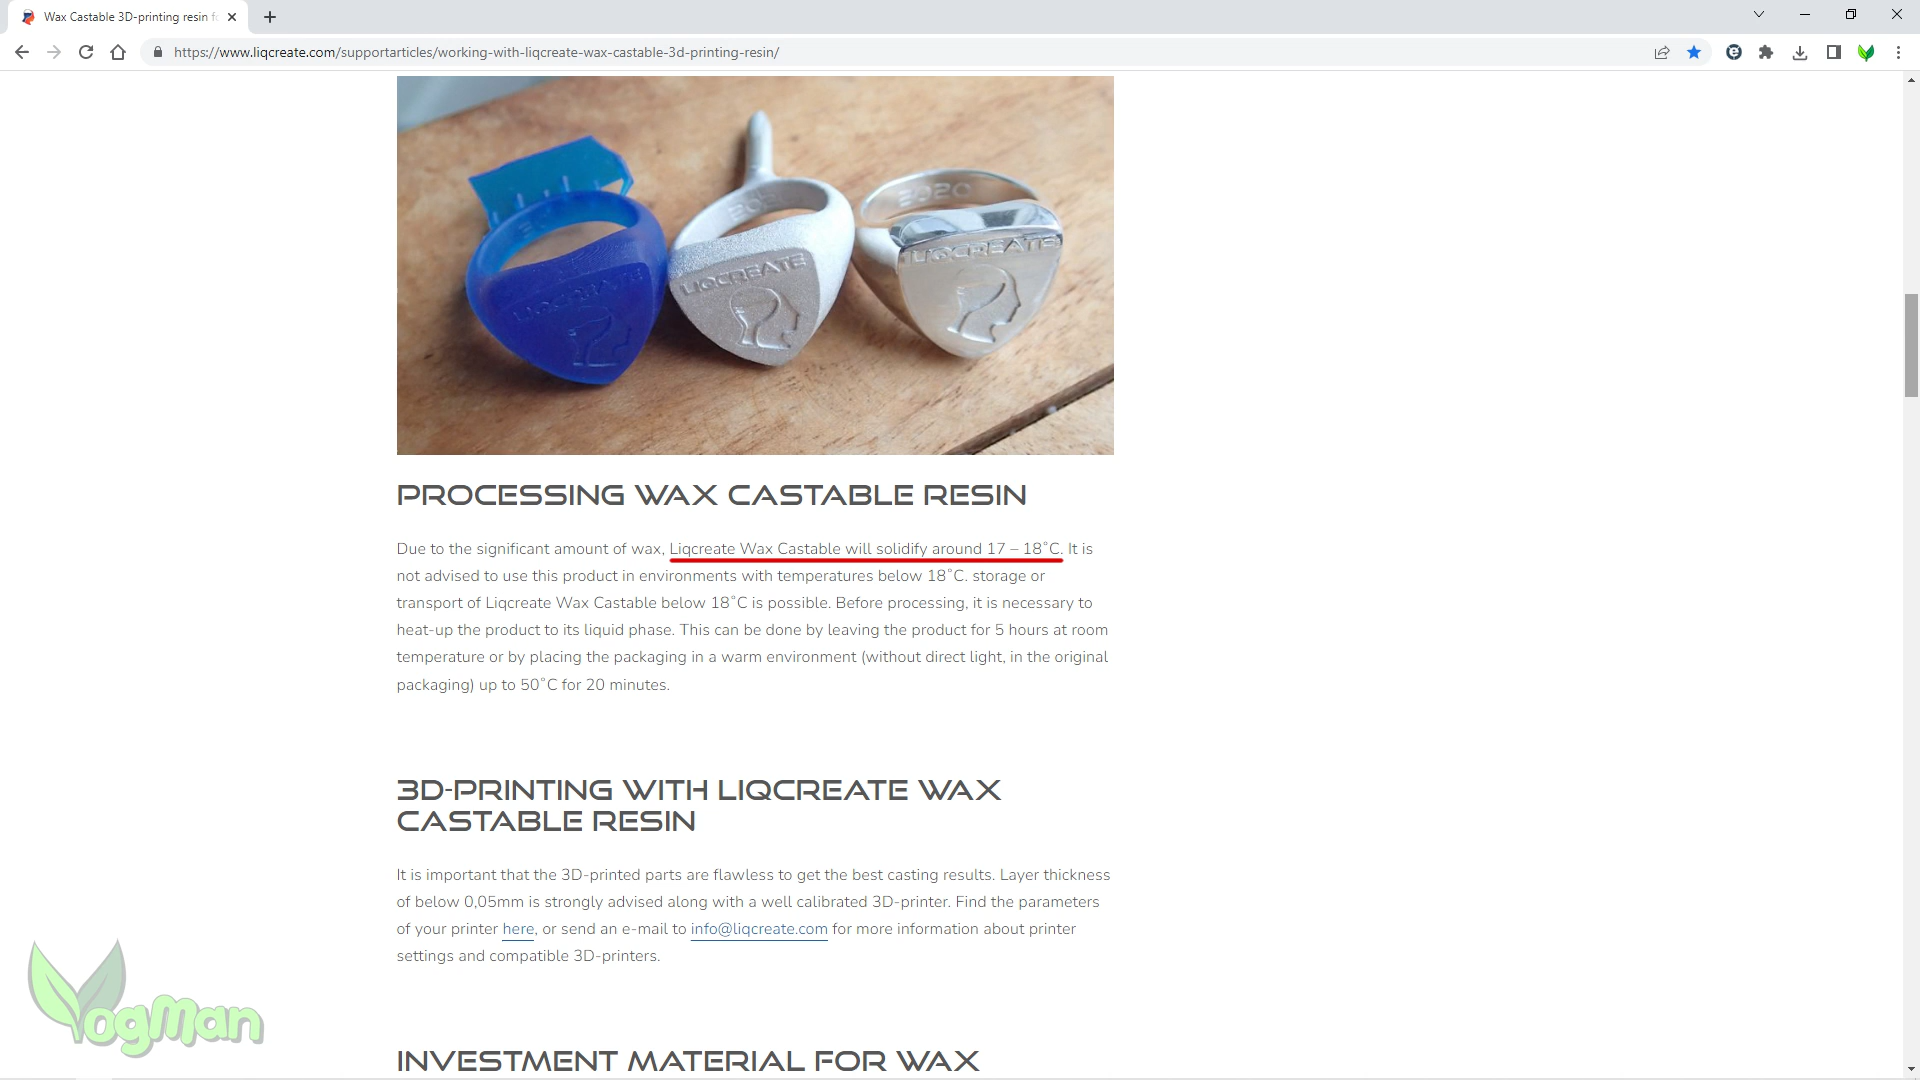 Wax Castable 3D-printing resin fo
https://www.liqcreate.com/supportarticles/working-with-liqcreate-wax-castable-3d-printing-resin/
2020
LIQCREATE
LIQCREATE
LIQCREATE
PROCESSING WAX CASTABLE RESIN
Due to the significant amount of wax, Liqcreate Wax Castable will solidify around 17 – 18˚C. It is
not advised to use this product in environments with temperatures below 18˚C. storage or
transport of Liqcreate Wax Castable below 18˚C is possible. Before processing, it is necessary to
heat-up the product to its liquid phase. This can be done by leaving the product for 5 hours at room
temperature or by placing the packaging in a warm environment (without direct light, in the original
packaging) up to 50˚C for 20 minutes.
3D-PRINTING WITH LIQCREATE WAX
CASTABLE RESIN
It is important that the 3D-printed parts are flawless to get the best casting results. Layer thickness
of below 0,05mm is strongly advised along with a well calibrated 3D-printer. Find the parameters
of your printer here, or send an e-mail to info@liqcreate.com for more information about printer
settings and compatible 3D-printers.
YogMan
INVESTMENT MATERIAL FOR WAX